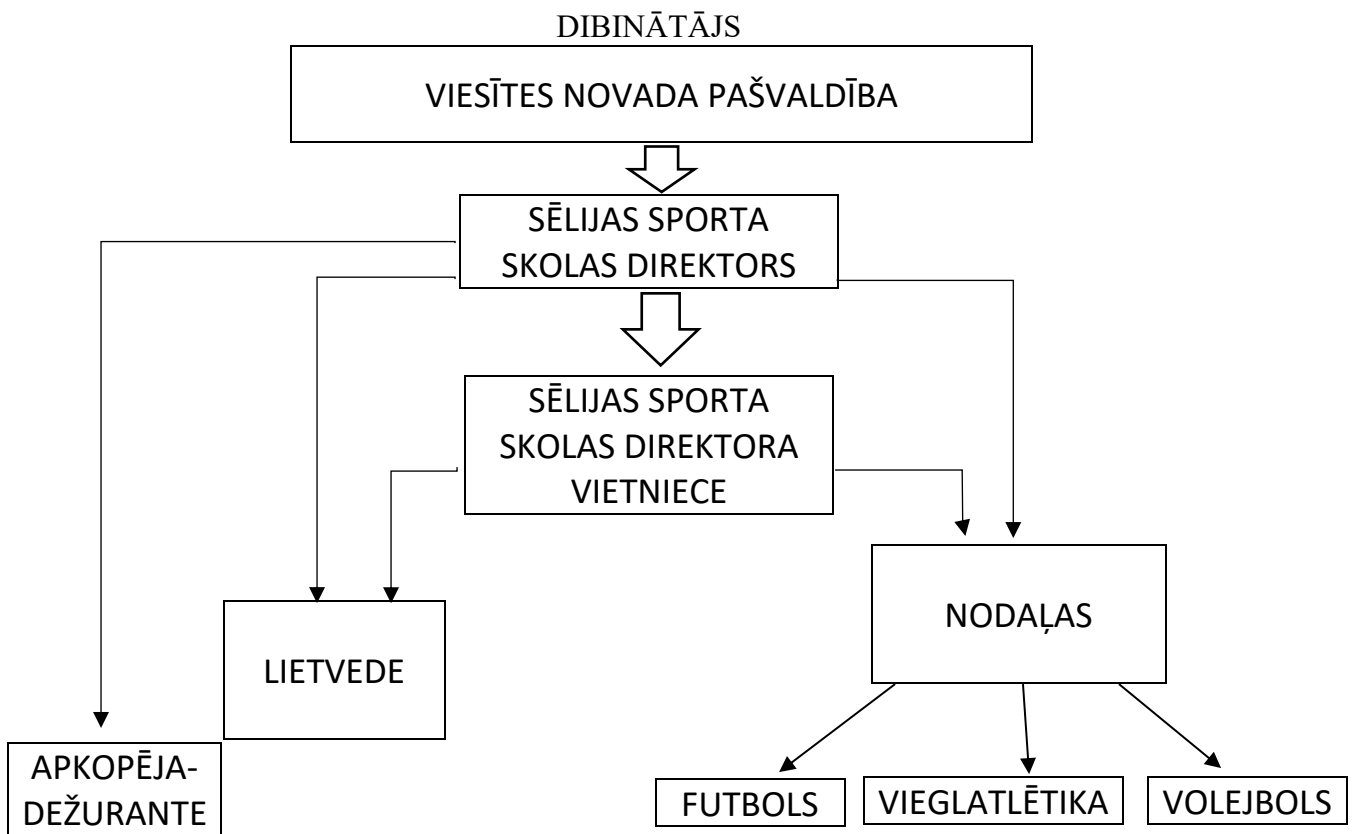 DIBINĀTĀJS
VIESĪTES NOVADA PAŠVALDĪBA
SĒLIJAS SPORTA
SKOLAS DIREKTORS
SĒLIJAS SPORTA
SKOLAS DIREKTORA
VIETNIECE
NODAĻAS
LIETVEDE
APKOPĒJA-
DEŽURANTE
FUTBOLS
VIEGLATLĒTIKA
VOLEJBOLS